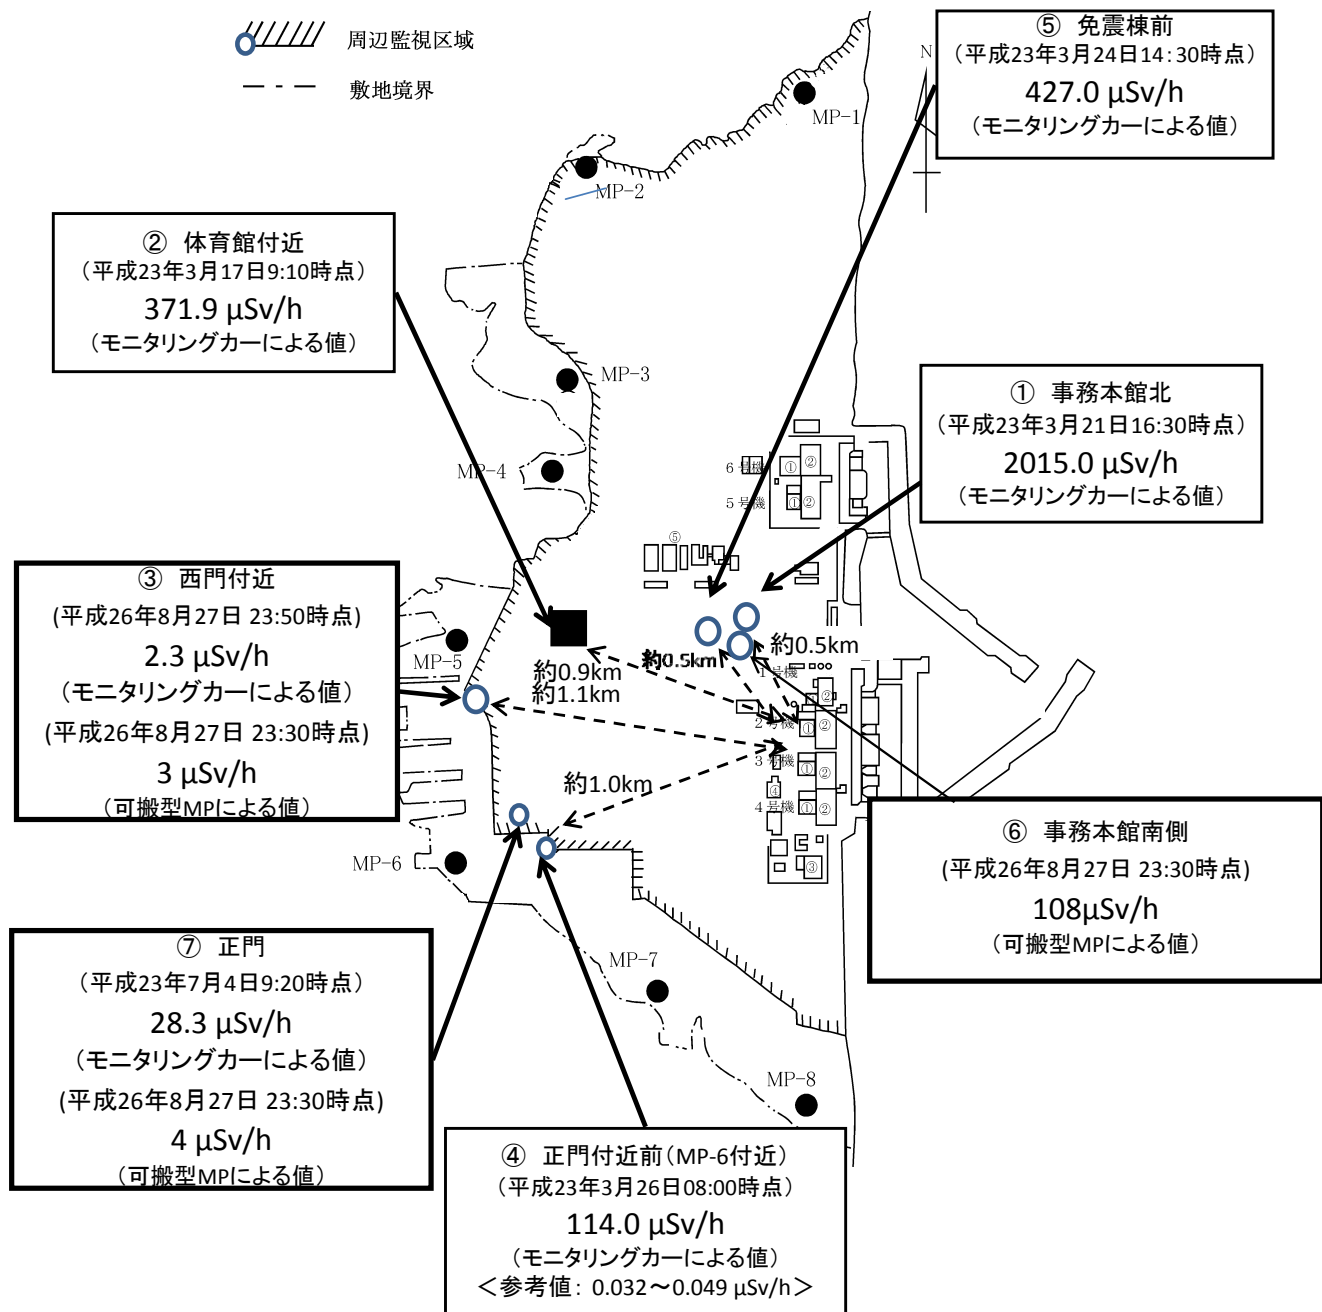 周辺監視区域
敷地境界
⑤ 免震棟前
(平成23年3月24日14:30時点)
427.0 μSv/h
(モニタリングカーによる値)
N
MP-1
MP-2
② 体育館付近
(平成23年3月17日9:10時点)
371.9 μSv/h
(モニタリングカーによる値)
MP-3
① 事務本館北
(平成23年3月21日16:30時点)
2015.0 μSv/h
(モニタリングカーによる値)
MP-4
6号機
① ②
5号機
① ②
⑤
③ 西門付近
(平成26年8月27日 23:50時点)
2.3 μSv/h
(モニタリングカーによる値)
(平成26年8月27日 23:30時点)
3 μSv/h
(可搬型MPによる値)
MP-5
約0.9km
約1.1km
約0.5km
約0.5km
1号機
②
2号機
① ②
3号機
① ②
④
4号機
① ②
③
約1.0km
MP-6
⑥ 事務本館南側
(平成26年8月27日 23:30時点)
108μSv/h
(可搬型MPによる値)
⑦ 正門
(平成23年7月4日9:20時点)
28.3 μSv/h
(モニタリングカーによる値)
(平成26年8月27日 23:30時点)
4 μSv/h
(可搬型MPによる値)
MP-7
MP-8
④ 正門付近前(MP-6付近)
(平成23年3月26日08:00時点)
114.0 μSv/h
(モニタリングカーによる値)
<参考値: 0.032~0.049 μSv/h>